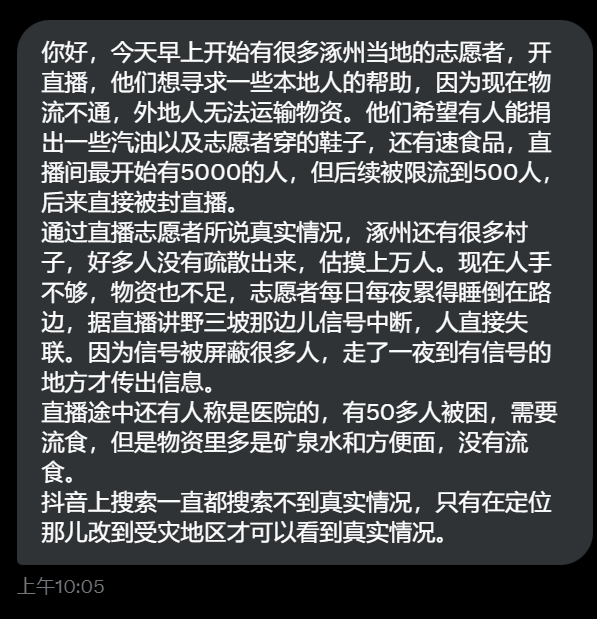 你好，今天早上开始有很多涿州当地的志愿者，开
直播，他们想寻求一些本地人的帮助，因为现在物
流不通，外地人无法运输物资。他们希望有人能捐
出一些汽油以及志愿者穿的鞋子，还有速食品，直
播间最开始有5000的人，但后续被限流到500人，
后来直接被封直播。
通过直播志愿者所说真实情况，涿州还有很多村
子，好多人没有疏散出来，估摸上万人。现在人手
不够，物资也不足，志愿者每日每夜累得睡倒在路
边，据直播讲野三坡那边儿信号中断，人直接失
联。因为信号被屏蔽很多人，走了一夜到有信号的
地方才传出信息。
直播途中还有人称是医院的，有50多人被困，需要
流食，但是物资里多是矿泉水和方便面，没有流
食。
抖音上搜索一直都搜索不到真实情况，只有在定位
那儿改到受灾地区才可以看到真实情况。
上午10:05